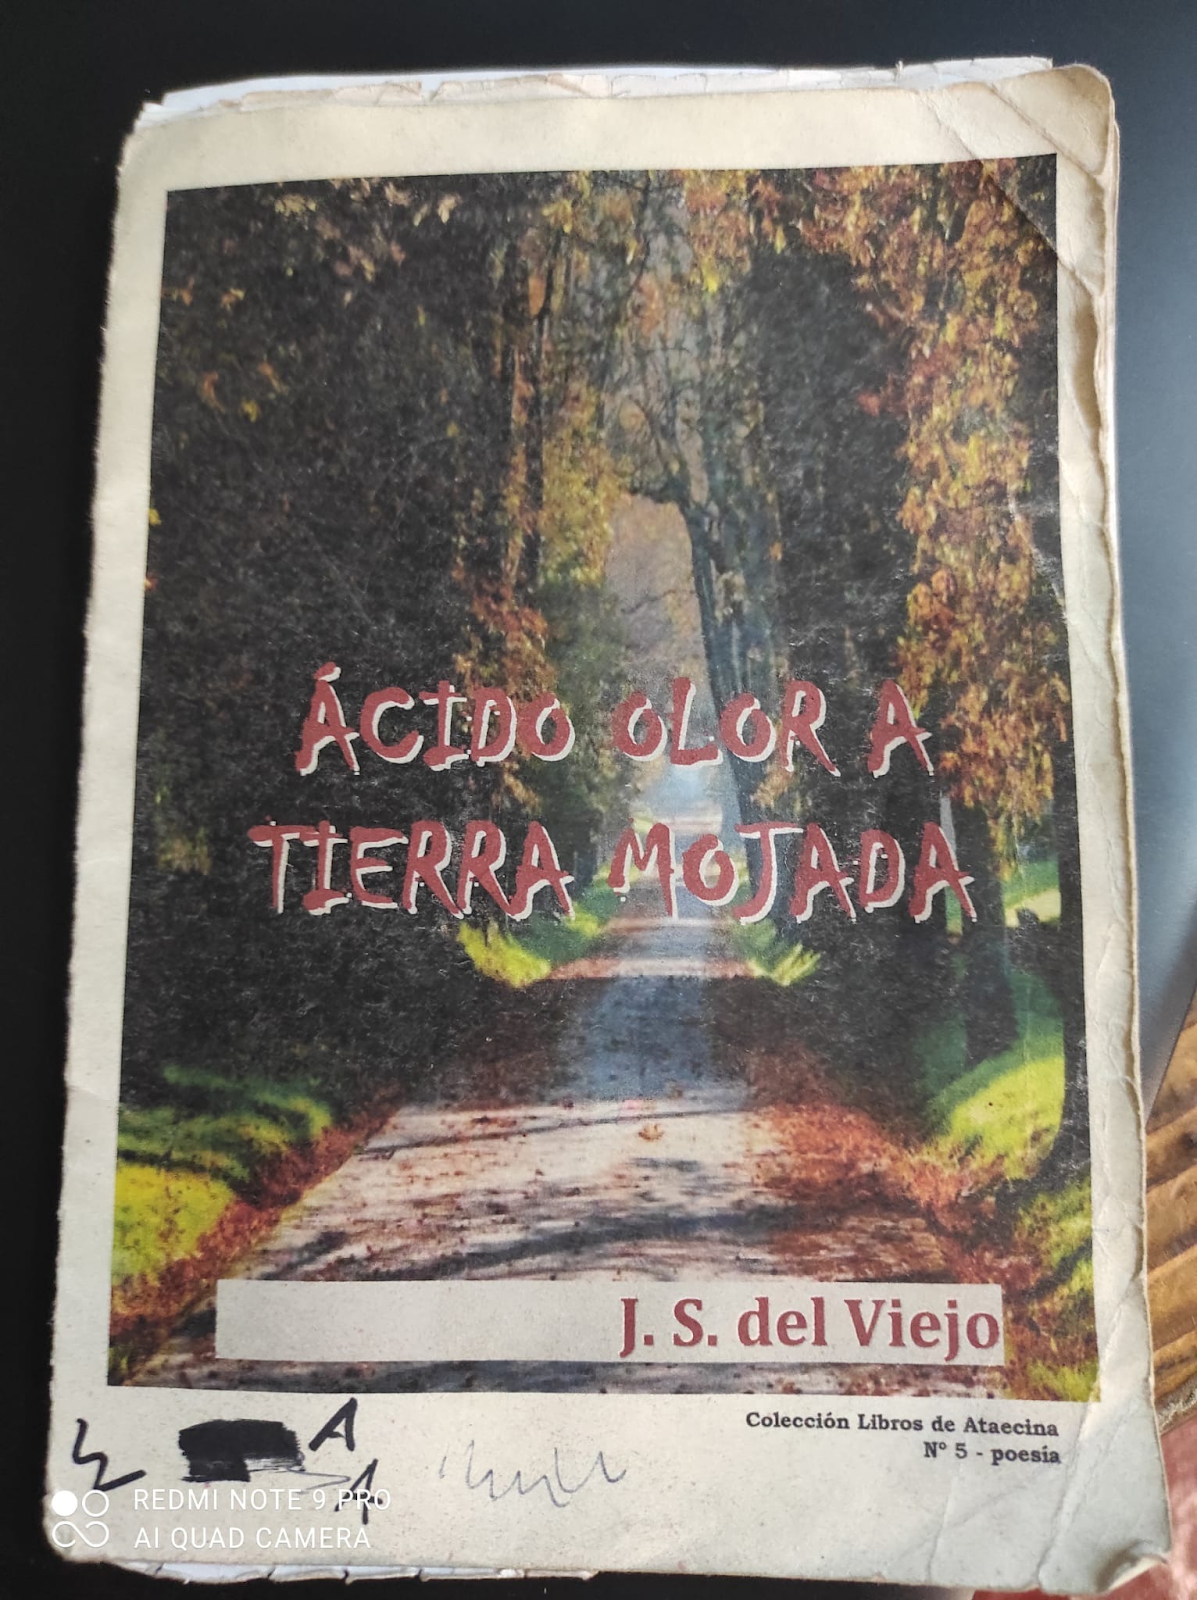 ÁCIDO OLOR A
TIERRA MOJADA
J. S. del Viejo
Colección Libros de Ataecina
Nº 5 - poesía
A
REDMI NOTE 9 PRO
AI QUAD CAMERA